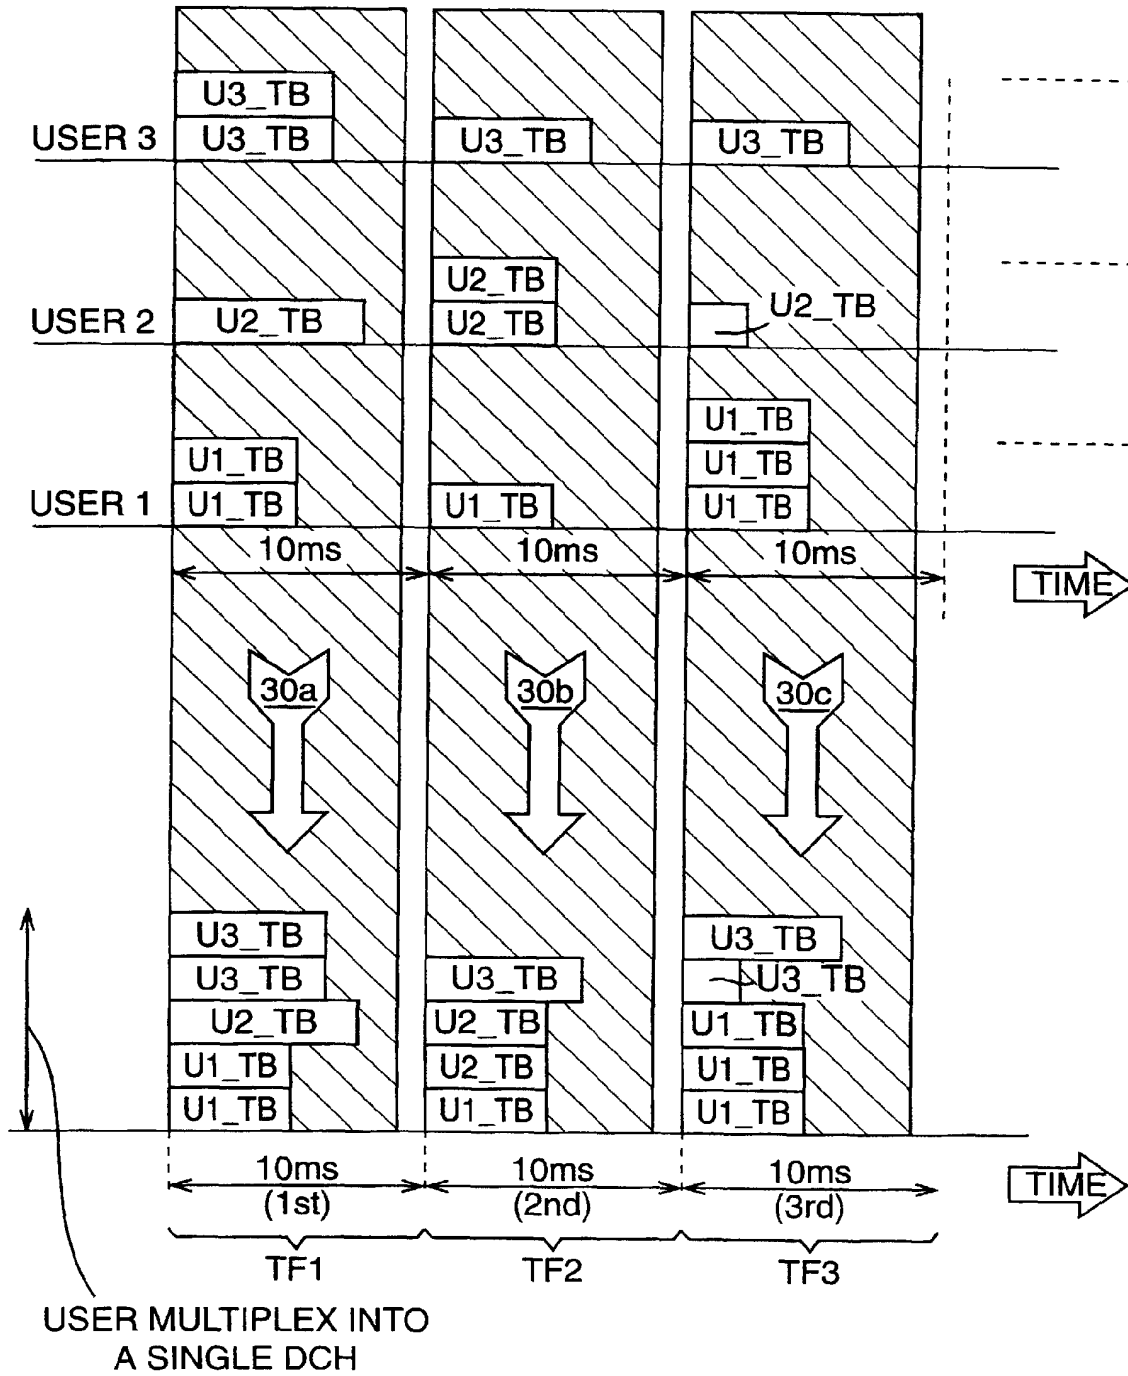 U3_TB
USER 3 U3_TB U3_TB U3_TB
U2_TB
USER 2 U2_TB U2_TB U2_TB
U1_TB
U1_TB U1_TB
USER 1 U1_TB U1_TB U1_TB
10ms 10ms 10ms
TIME
30a 30b 30c
U3_TB U3_TB
U3_TB U3_TB U3_TB
U2_TB U2_TB U1_TB
U1_TB U2_TB U1_TB
U1_TB U1_TB U1_TB
10ms 10ms 10ms
TIME
(1st) (2nd) (3rd)
TF1 TF2 TF3
USER MULTIPLEX INTO
A SINGLE DCH